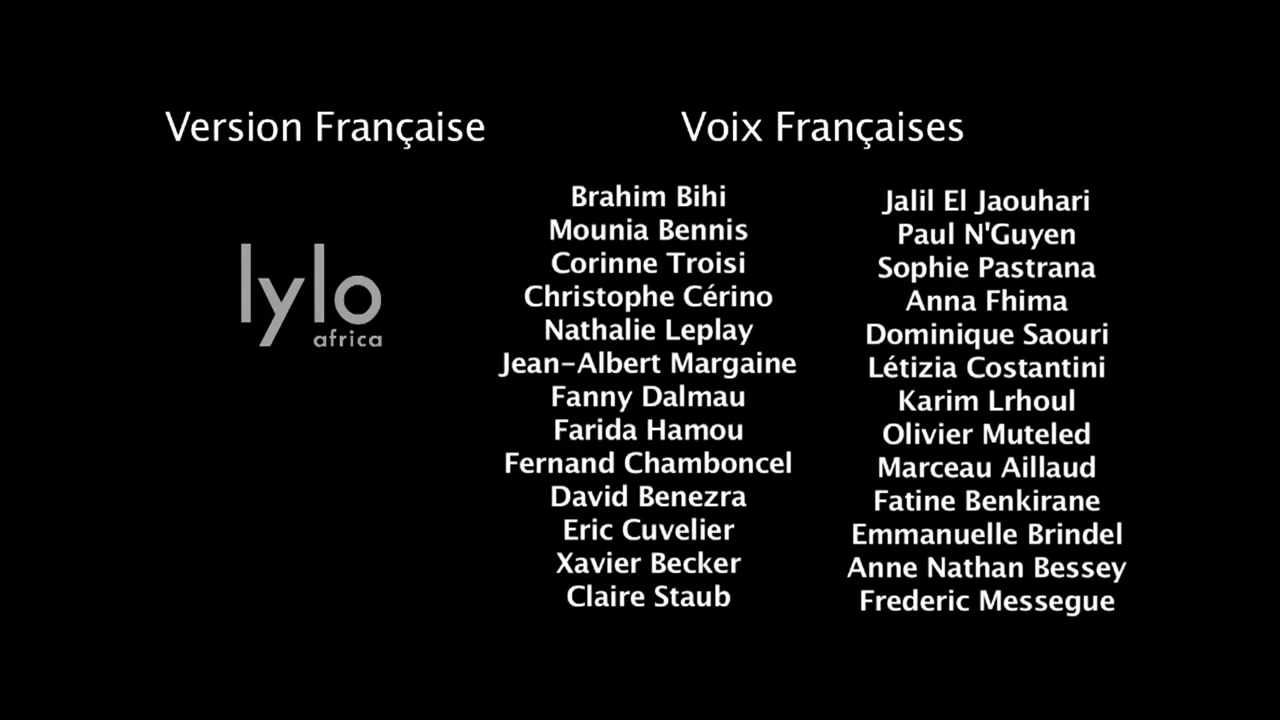 Version Française
lylo
africa
Voix Françaises
Brahim Bihi
Mounia Bennis
Corinne Troisi
Christophe Cérino
Nathalie Leplay
Jean-Albert Margaine
Fanny Dalmau
Farida Hamou
Fernand Chamboncel
David Benezra
Eric Cuvelier
Xavier Becker
Claire Staub
Jalil El Jaouhari
Paul N'Guyen
Sophie Pastrana
Anna Fhima
Dominique Saouri
Létizia Costantini
Karim Lrhoul
Olivier Muteled
Marceau Aillaud
Fatine Benkirane
Emmanuelle Brindel
Anne Nathan Bessey
Frederic Messegue